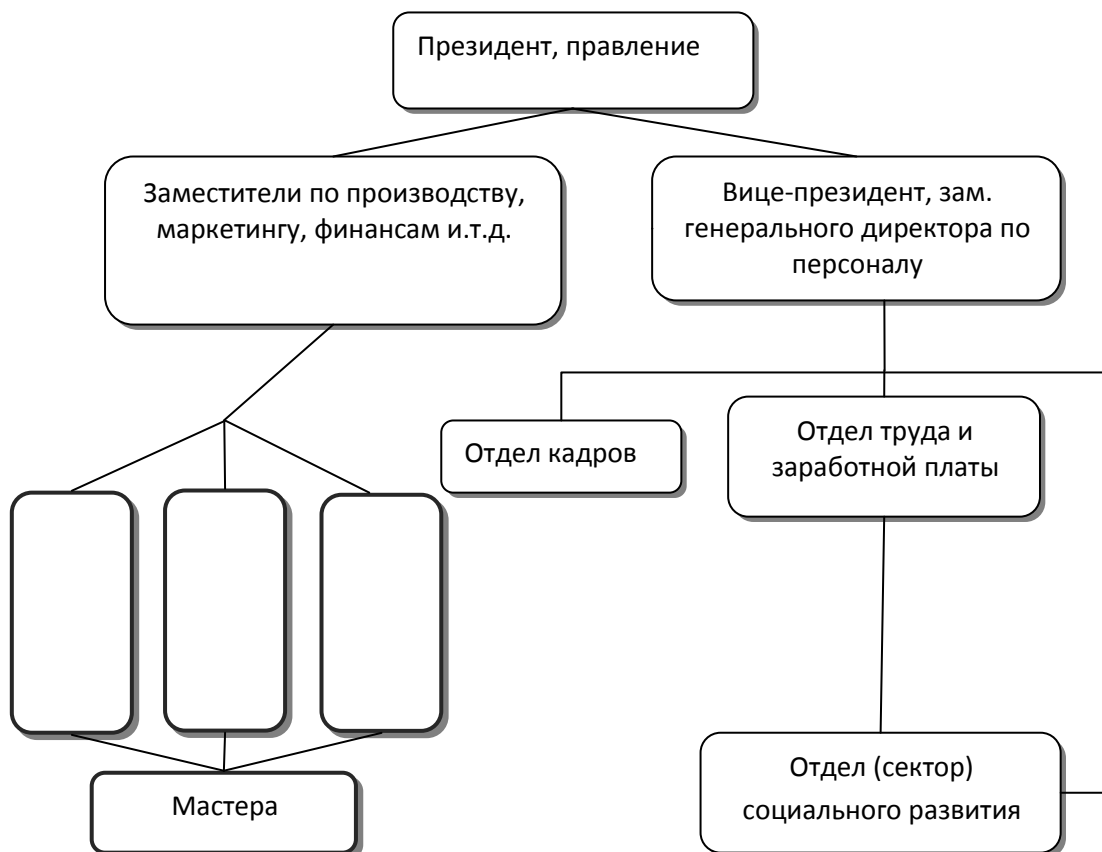 Президент, правление
Заместители по производству,
маркетингу, финансам и.т.д.
Вице-президент, зам.
генерального директора по
персоналу
Отдел кадров
Отдел труда и
заработной платы
Отдел (сектор)
социального развития
Мастера